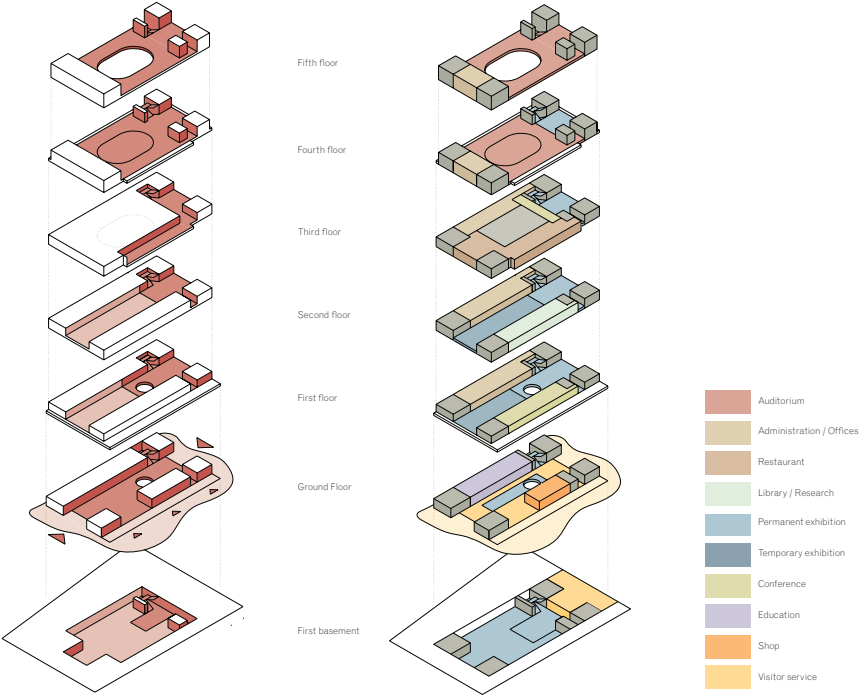 Fifth floor
Fourth floor
Third floor
Second floor
First floor
Ground Floor
First basement
Auditorium
Administration / Offices
Restaurant
Library / Research
Permanent exhibition
Temporary exhibition
Conference
Education
Shop
Visitor service